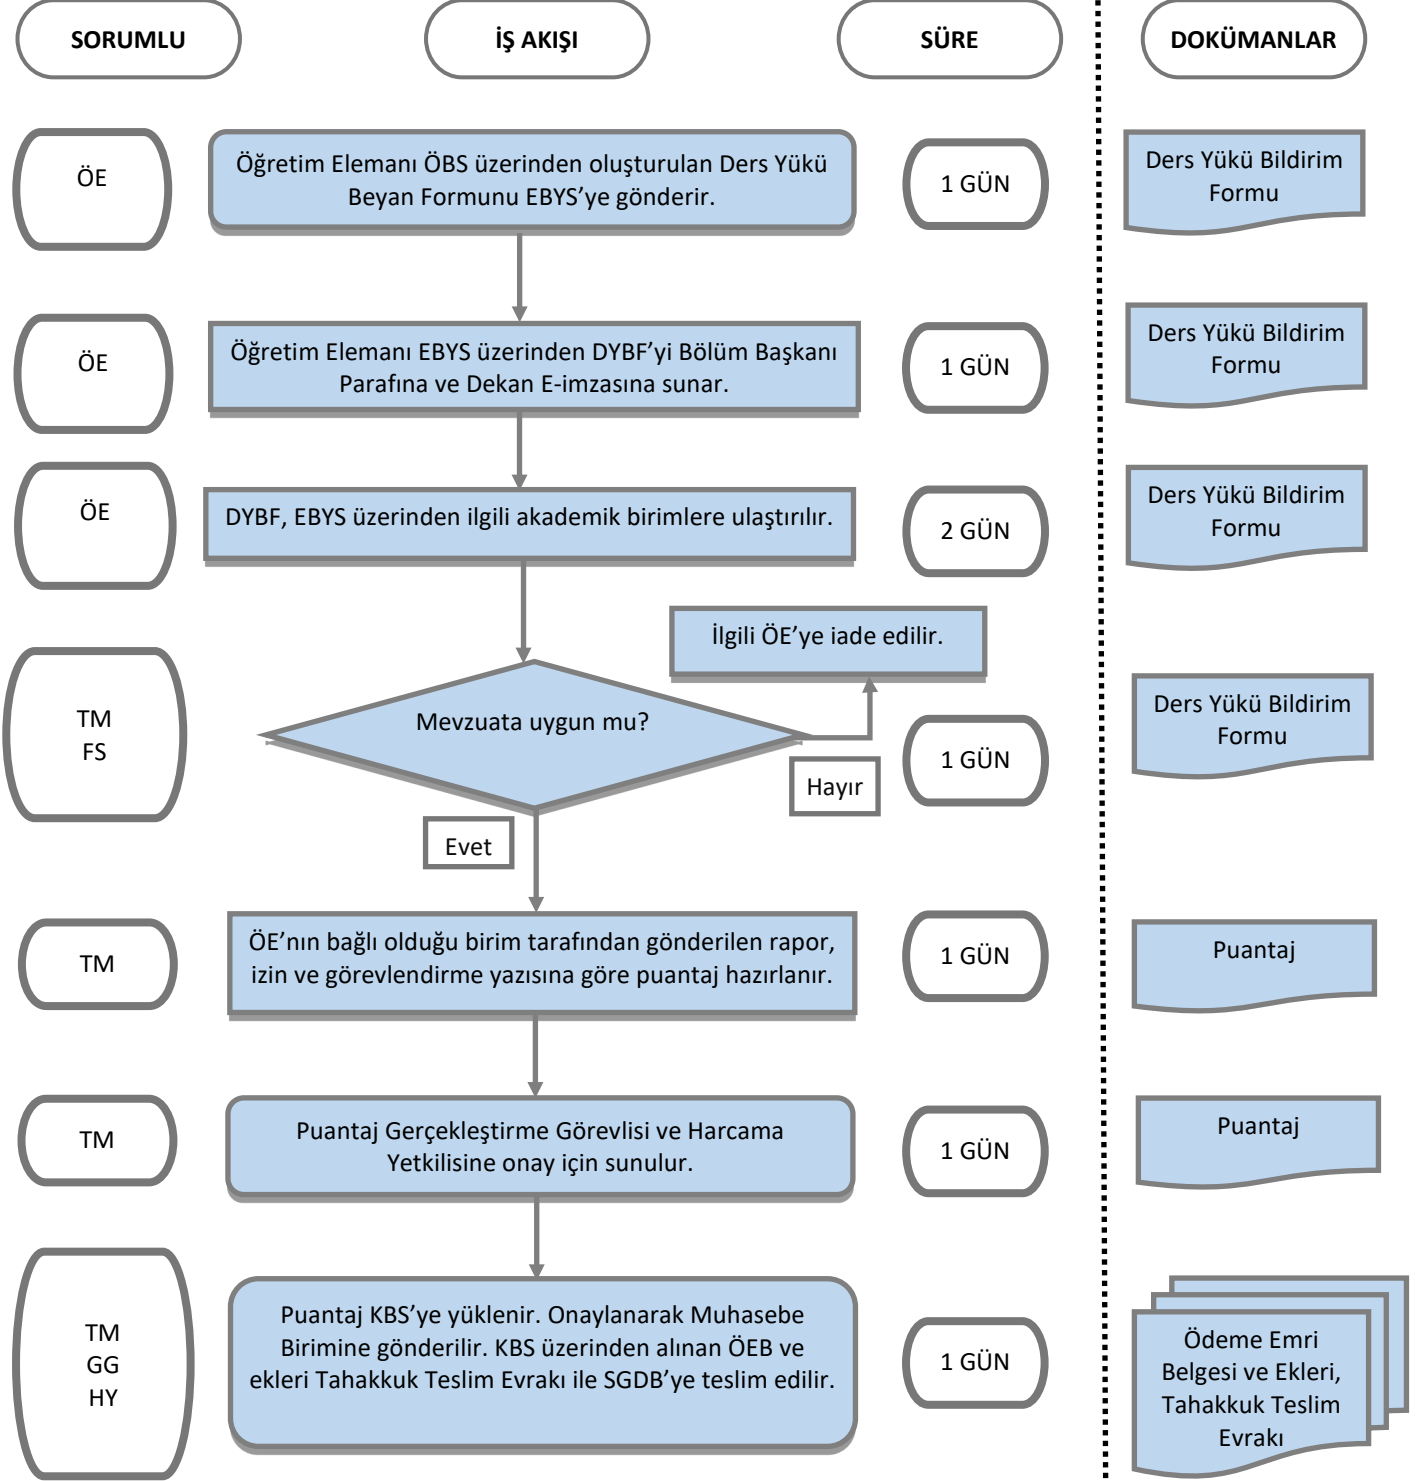 SORUMLU
İŞ AKIŞI
SÜRE
DOKÜMANLAR
ÖE
Öğretim Elemanı ÖBS üzerinden oluşturulan Ders Yükü
Beyan Formunu EBYS’ye gönderir.
1 GÜN
Ders Yükü Bildirim
Formu
ÖE
Öğretim Elemanı EBYS üzerinden DYBF’yi Bölüm Başkanı
Parafına ve Dekan E-imzasına sunar.
1 GÜN
Ders Yükü Bildirim
Formu
ÖE
DYBF, EBYS üzerinden ilgili akademik birimlere ulaştırılır.
2 GÜN
Ders Yükü Bildirim
Formu
İlgili ÖE’ye iade edilir.
TM
FS
Mevzuata uygun mu?
Hayır
1 GÜN
Ders Yükü Bildirim
Formu
Evet
TM
ÖE’nın bağlı olduğu birim tarafından gönderilen rapor,
izin ve görevlendirme yazısına göre puantaj hazırlanır.
1 GÜN
Puantaj
TM
Puantaj Gerçekleştirme Görevlisi ve Harcama
Yetkilisine onay için sunulur.
1 GÜN
Puantaj
TM
GG
HY
Puantaj KBS’ye yüklenir. Onaylanarak Muhasebe
Birimine gönderilir. KBS üzerinden alınan ÖEB ve
ekleri Tahakkuk Teslim Evrakı ile SGDB’ye teslim edilir.
1 GÜN
Ödeme Emri
Belgesi ve Ekleri,
Tahakkuk Teslim
Evrakı